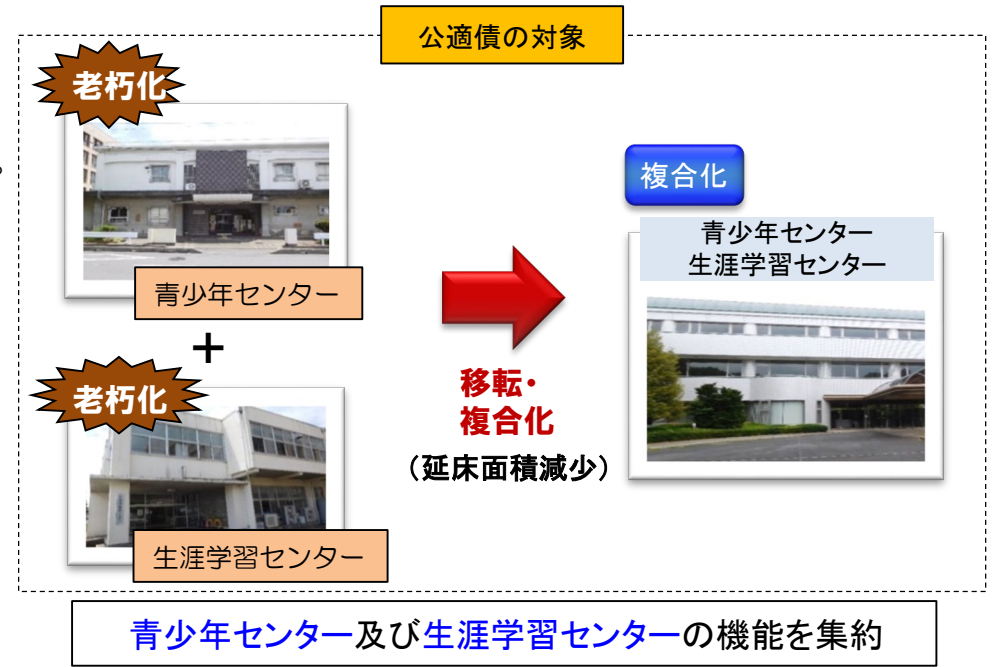 公適債の対象
老朽化
青少年センター
+
老朽化
生涯学習センター
移転・
複合化
（延床面積減少）
複合化
青少年センター
生涯学習センター
青少年センター及び生涯学習センターの機能を集約